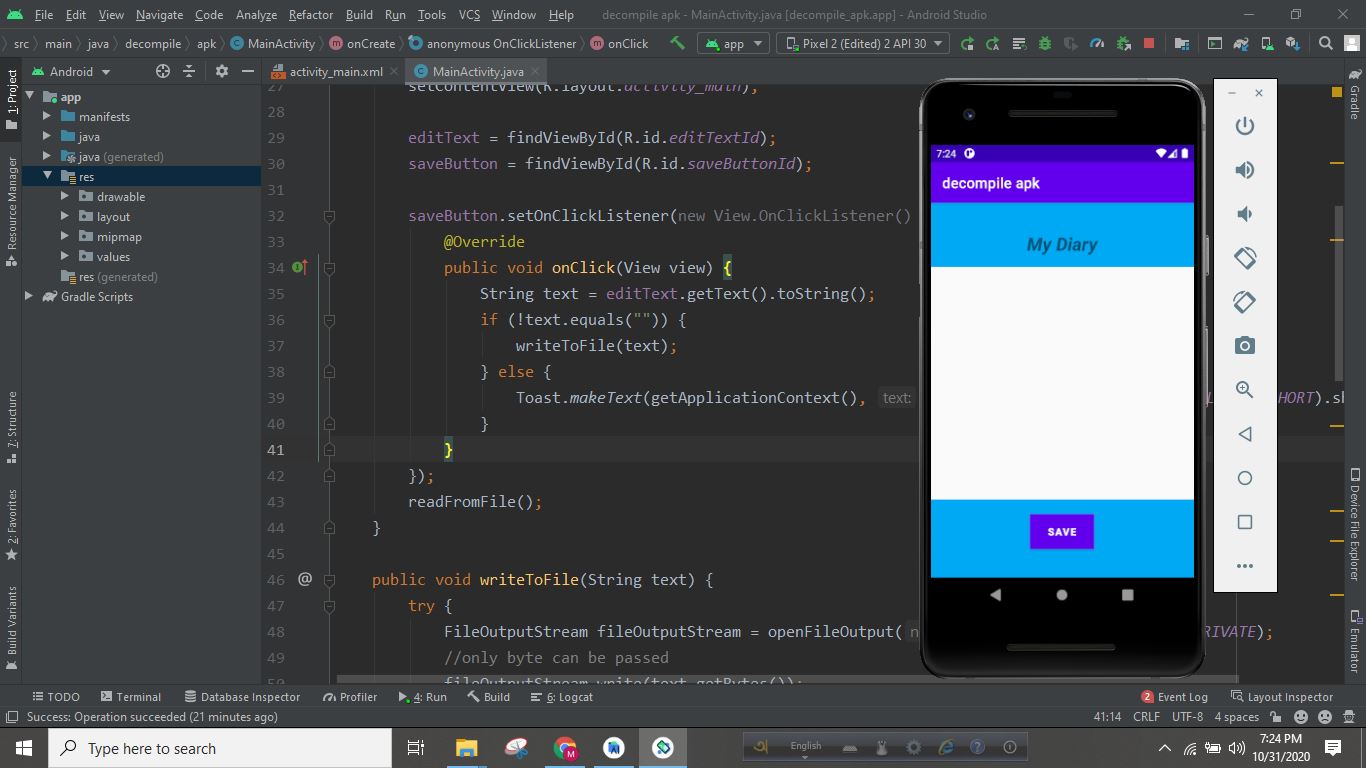 File Edit View Navigate Code Analyze Refactor Build Run Tools VCS Window Help decompile apk - MainActivity.java [decompile_apk.app] - Android Studio
src main java decompile apk MainActivity onCreate anonymous OnClickListener onClick app Pixel 2 (Edited) 2 API 30
Android
activity_main.xml MainActivity.java
1: Project
Resource Manager
7: Structure
2: Favorites
Build Variants
app
manifests
java
java (generated)
res
drawable
layout
mipmap
values
res (generated)
Gradle Scripts
27 setContentView(R.layout.activity_main);
28
29 editText = findViewById(R.id.editTextId);
30 saveButton = findViewById(R.id.saveButtonId);
31
32 saveButton.setOnClickListener(new View.OnClickListener()
33 @Override
34 public void onClick(View view) {
35 String text = editText.getText().toString();
36 if (!text.equals("")) {
37 writeToFile(text);
38 } else {
39 Toast.makeText(getApplicationContext(), text: HORT).sh
40 }
41 }
42 });
43 readFromFile();
44 }
45
46 @ public void writeToFile(String text) {
47 try {
48 FileOutputStream fileOutputStream = openFileOutput( RIVATE);
49 //only byte can be passed
50 fileOutputStream.write(text.getBytes());
7:24
decompile apk
My Diary
SAVE
Gradle
Device File Explorer
Emulator
TODO Terminal Database Inspector Profiler 4: Run Build 6: Logcat 2 Event Log Layout Inspector
Success: Operation succeeded (21 minutes ago) 41:14 CRLF UTF-8 4 spaces
Type here to search
English
7:24 PM
10/31/2020